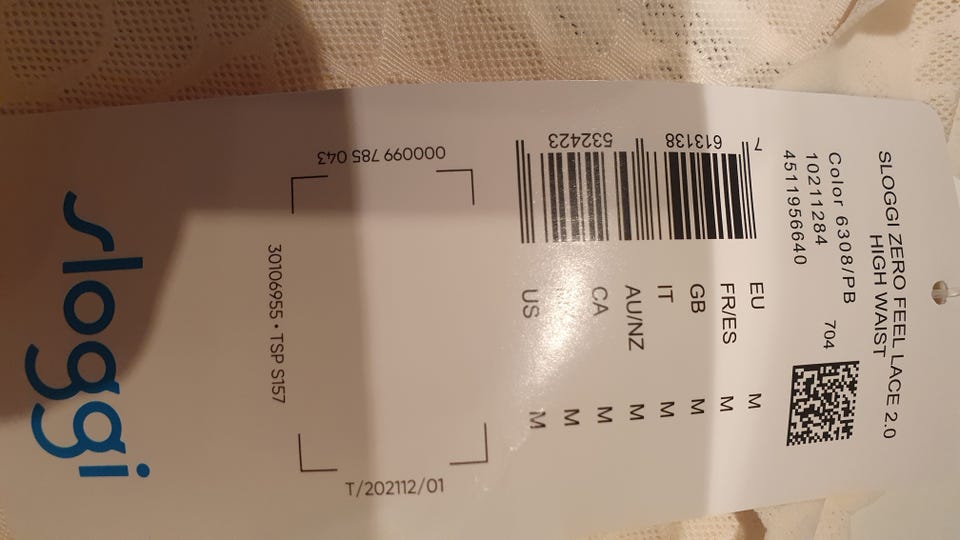 SLOGGI ZERO FEEL LACE 2.0
HIGH WAIST
Color 6308/PB 704
10211284
4511956640
7 613138 532423
EU M
FR/ES M
GB M
IT M
AU/NZ M
CA M
M
US M
000099 785 043
T/202112/01
30106955 • TSP S157
sloggi